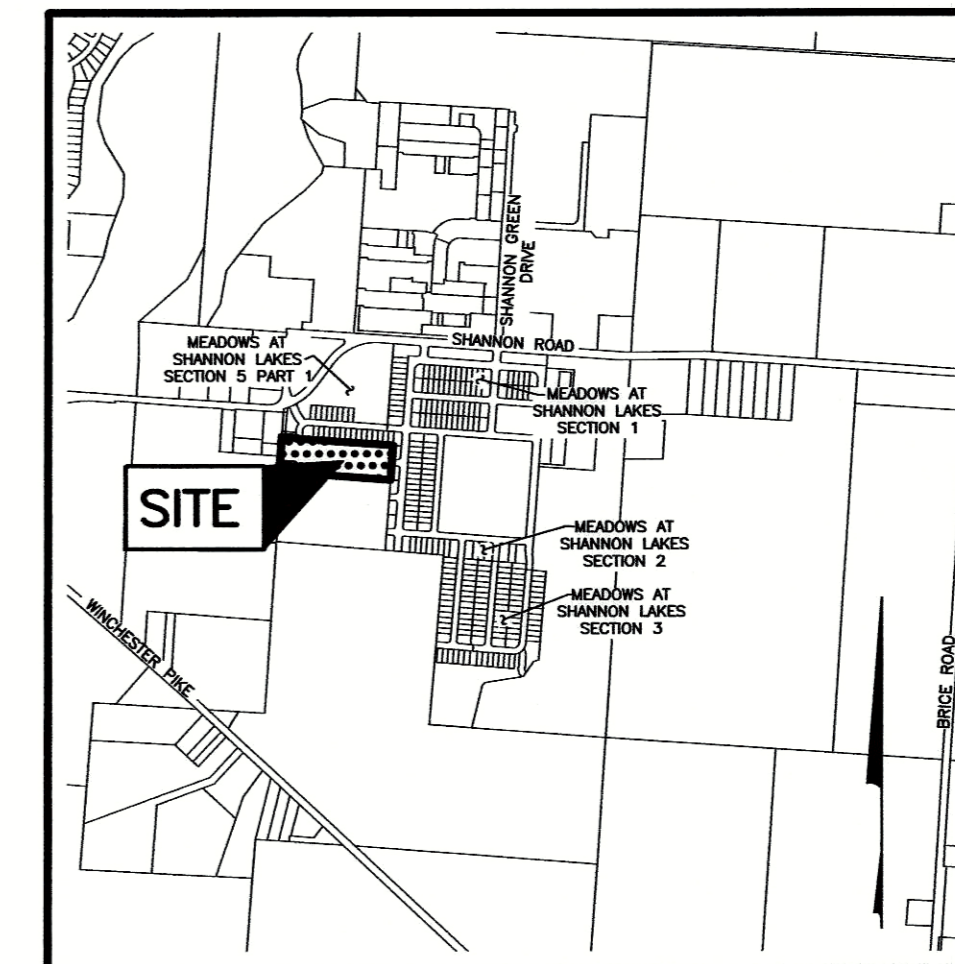 SHANNON GREEN
DRIVE
SHANNON ROAD
MEADOWS AT
SHANNON LAKES
SECTION 5 PART 1
MEADOWS AT
SHANNON LAKES
SECTION 1
SITE
MEADOWS AT
SHANNON LAKES
SECTION 2
MEADOWS AT
SHANNON LAKES
SECTION 3
WINCHESTER PIKE
BRICE ROAD